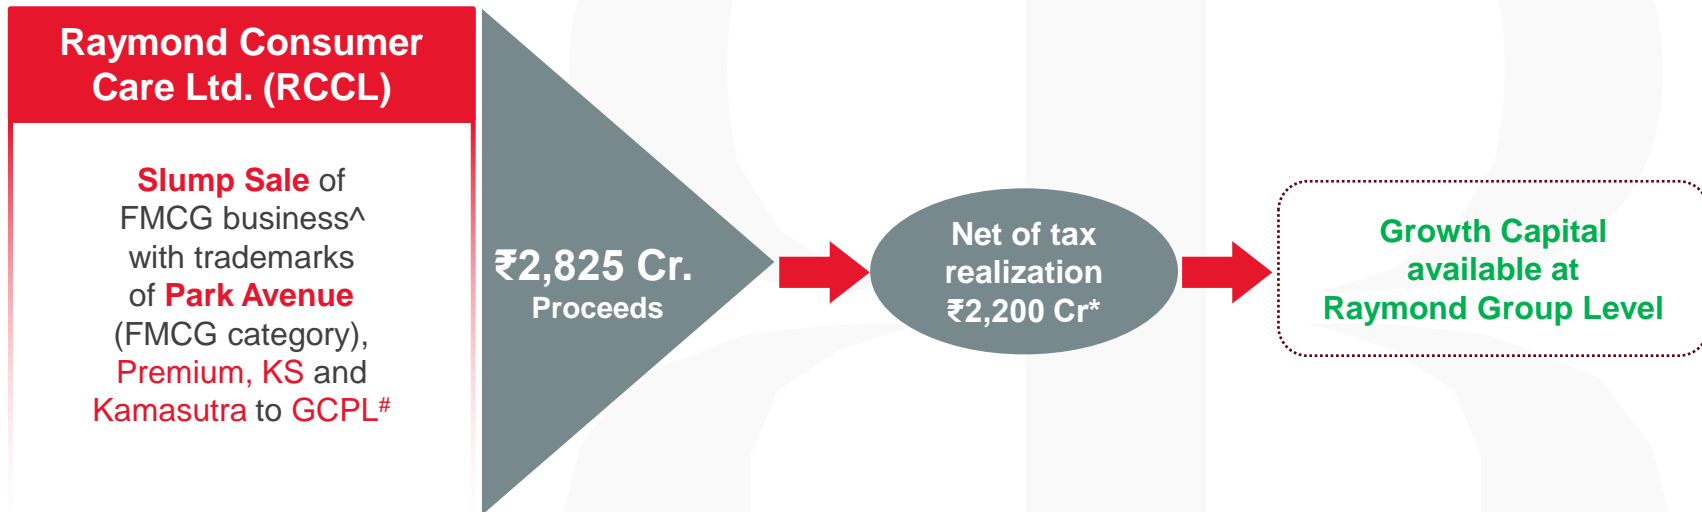 Raymond Consumer
Care Ltd. (RCCL)
Slump Sale of
FMCG business^
with trademarks
of Park Avenue
(FMCG category),
Premium, KS and
Kamasutra to GCPL#
₹2,825 Cr.
Proceeds
Net of tax
realization
₹2,200 Cr*
Growth Capital
available at
Raymond Group Level